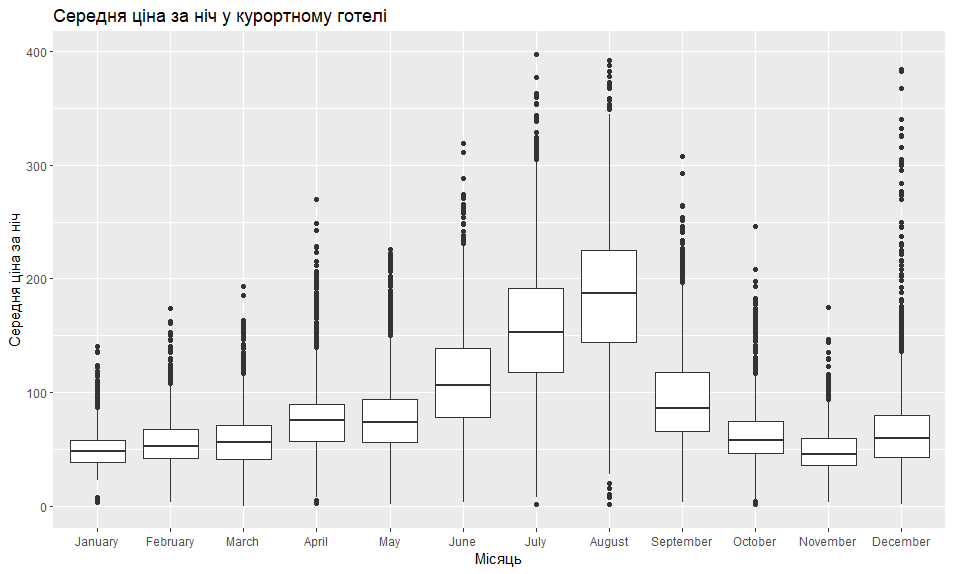 Середня ціна за ніч у курортному готелі
Середня ціна за ніч
400
300
200
100
0
January February March April May June July August September October November December
Місяць